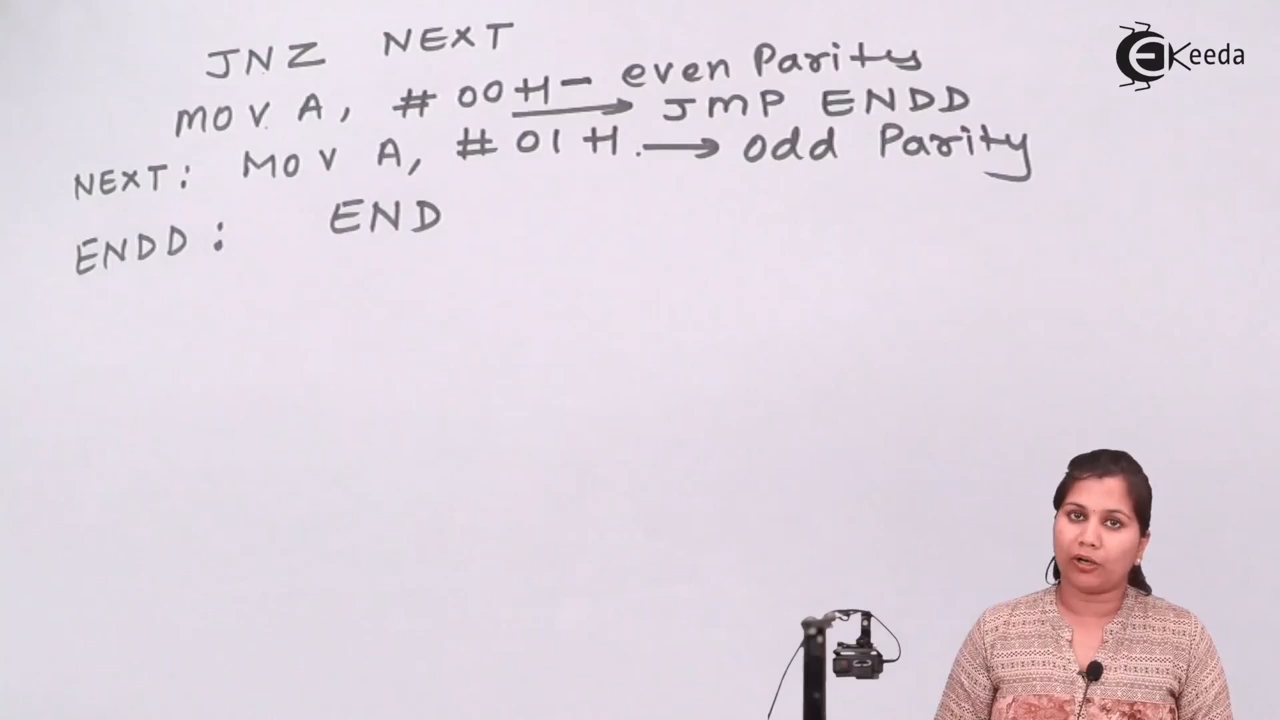 JNZ NEXT
MOV A, # 00H - even Parity
→ JMP ENDD
NEXT: MOV A, # 01H. → odd Parity
ENDD: END
EKeeda